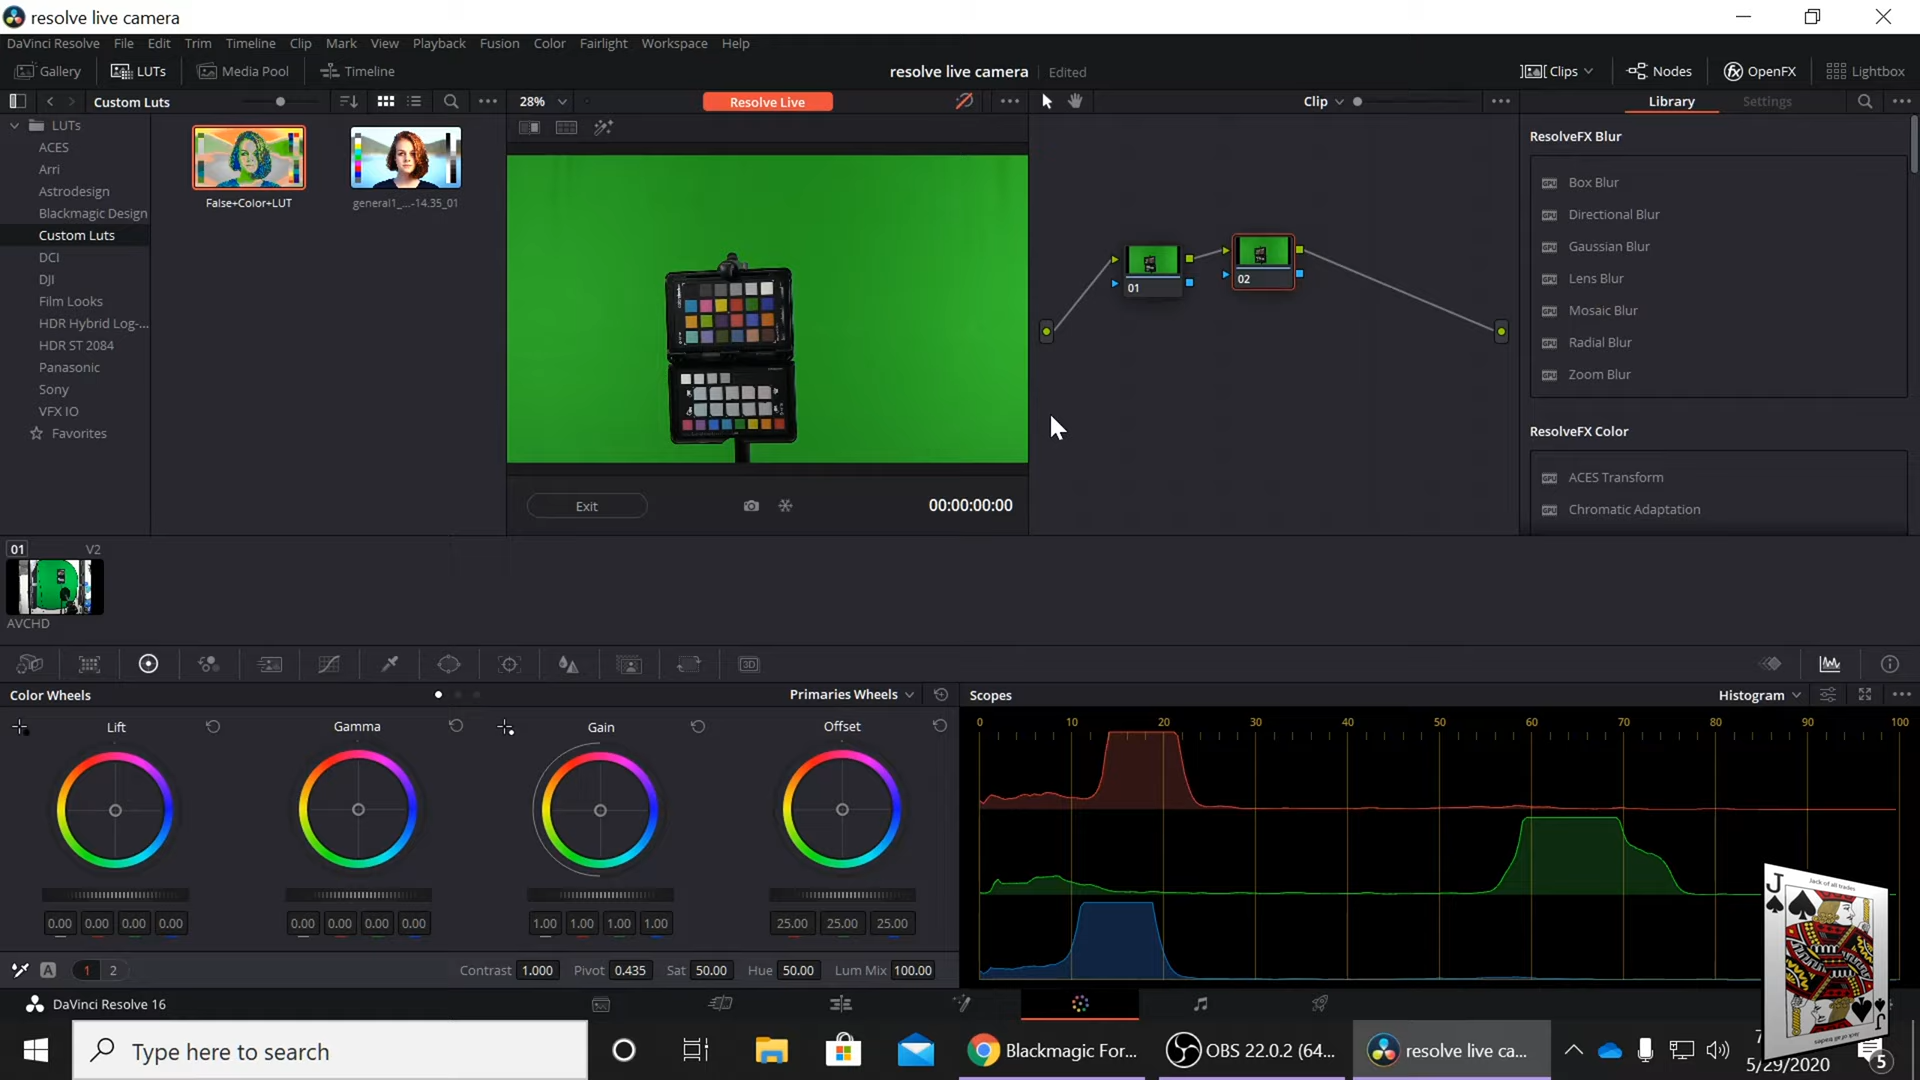 resolve live camera
DaVinci Resolve File Edit Trim Timeline Clip Mark View Playback Fusion Color Fairlight Workspace Help
Gallery LUTs Media Pool Timeline resolve live camera Edited Clips Nodes OpenFX Lightbox
Custom Luts 28% Resolve Live Clip Library Settings
LUTs
ACES
Arri
Astrodesign
Blackmagic Design
Custom Luts
DCI
DJI
Film Looks
HDR Hybrid Log-...
HDR ST 2084
Panasonic
Sony
VFX IO
Favorites
False+Color+LUT
general1_...-14.35_01
Exit
00:00:00:00
01
02
ResolveFX Blur
Box Blur
Directional Blur
Gaussian Blur
Lens Blur
Mosaic Blur
Radial Blur
Zoom Blur
ResolveFX Color
ACES Transform
Chromatic Adaptation
01 V2
AVCHD
3D
Color Wheels Primaries Wheels
Lift Gamma Gain Offset
0.00 0.00 0.00 0.00 0.00 0.00 0.00 0.00 1.00 1.00 1.00 1.00 25.00 25.00 25.00
A 1 2 Contrast 1.000 Pivot 0.435 Sat 50.00 Hue 50.00 Lum Mix 100.00
Scopes Histogram
0 10 20 30 40 50 60 70 80 90 100
J
Jack of all trades
DaVinci Resolve 16
Type here to search
Blackmagic For...
OBS 22.0.2 (64...
resolve live ca...
5/29/2020
5